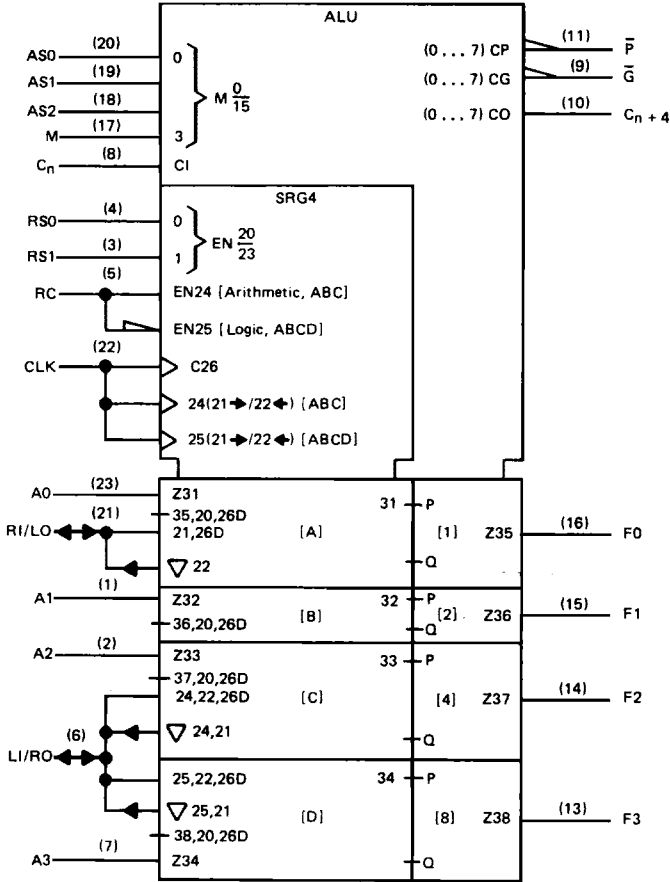 ALU
AS0 (20) 0 (0 ... 7) CP (11) P̅
AS1 (19) M 0/15 (0 ... 7) CG (9) G̅
AS2 (18) (0 ... 7) CO (10) Cn + 4
M (17) 3
Cn (8) CI
SRG4
RS0 (4) 0
EN 20/23
RS1 (3) 1
RC (5) EN24 [Arithmetic, ABC]
EN25 [Logic, ABCD]
CLK (22) C26
24(21→/22←) [ABC]
25(21→/22←) [ABCD]
A0 (23) Z31 31 P
35,20,26D
RI/LO (21) 21,26D [A] [1] Z35 (16) F0
▽ 22 Q
A1 (1) Z32 32 P
[B] [2] Z36 (15) F1
36,20,26D Q
A2 (2) Z33 33 P
37,20,26D
24,22,26D [C] [4] Z37 (14) F2
▽ 24,21 Q
LI/RO (6)
25,22,26D 34 P
▽ 25,21 [D] [8] Z38 (13) F3
38,20,26D
A3 (7) Z34 Q